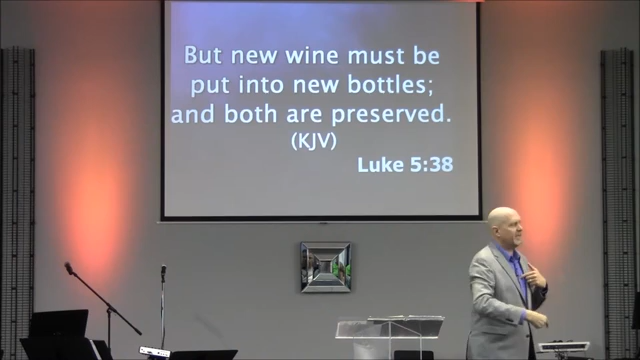 But new wine must be
put into new bottles;
and both are preserved.
(KJV)
Luke 5:38